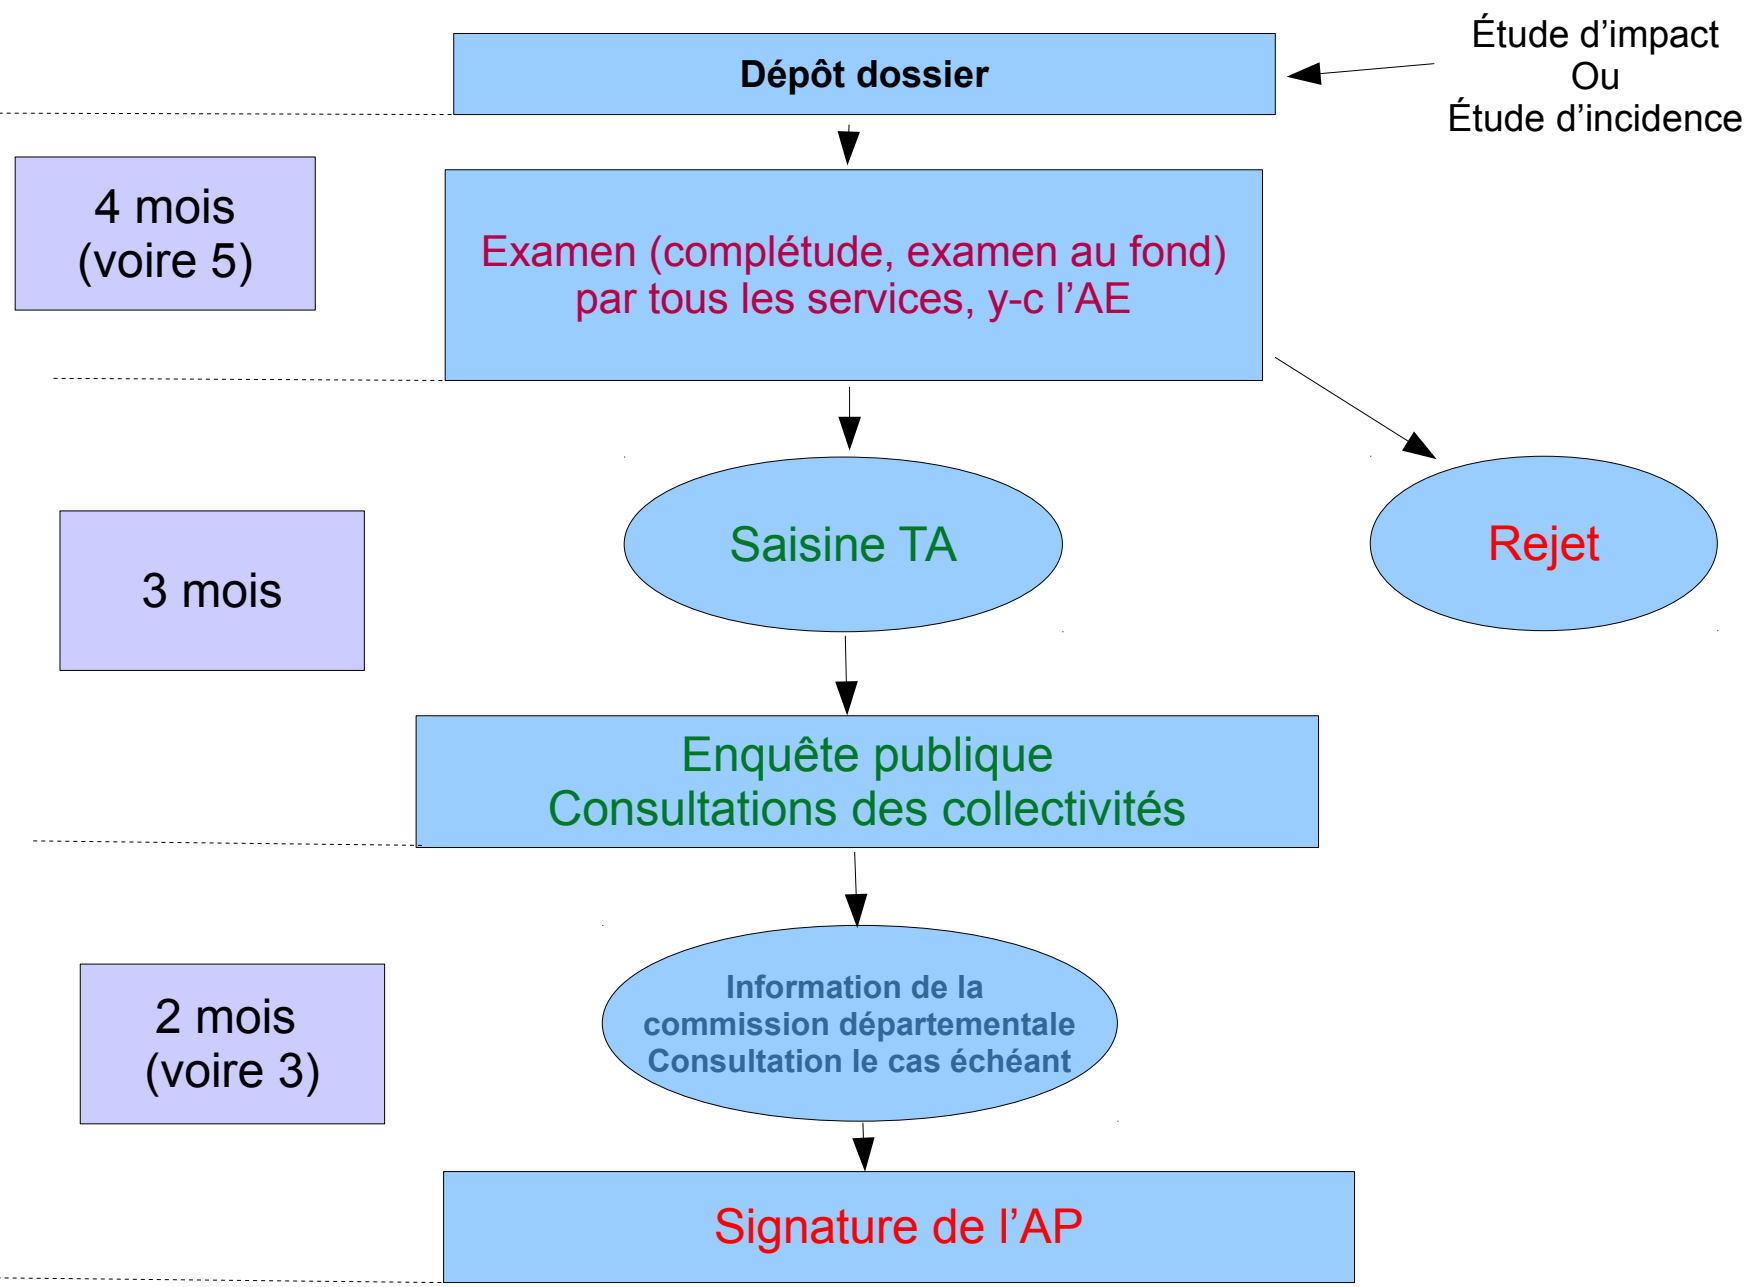 Étude d’impact
Ou
Étude d’incidence
Dépôt dossier
4 mois
(voire 5)
Examen (complétude, examen au fond)
par tous les services, y-c l’AE
Saisine TA
Rejet
3 mois
Enquête publique
Consultations des collectivités
2 mois
(voire 3)
Information de la
commission départementale
Consultation le cas échéant
Signature de l’AP